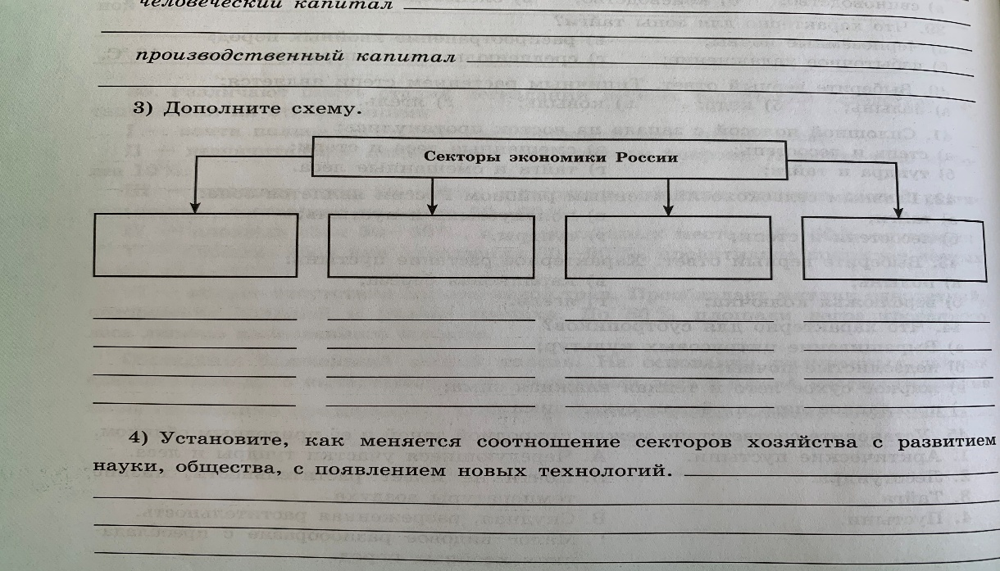 человеческий капитал
производственный капитал
3) Дополните схему.
Секторы экономики России
4) Установите, как меняется соотношение секторов хозяйства с развитием
науки, общества, с появлением новых технологий.